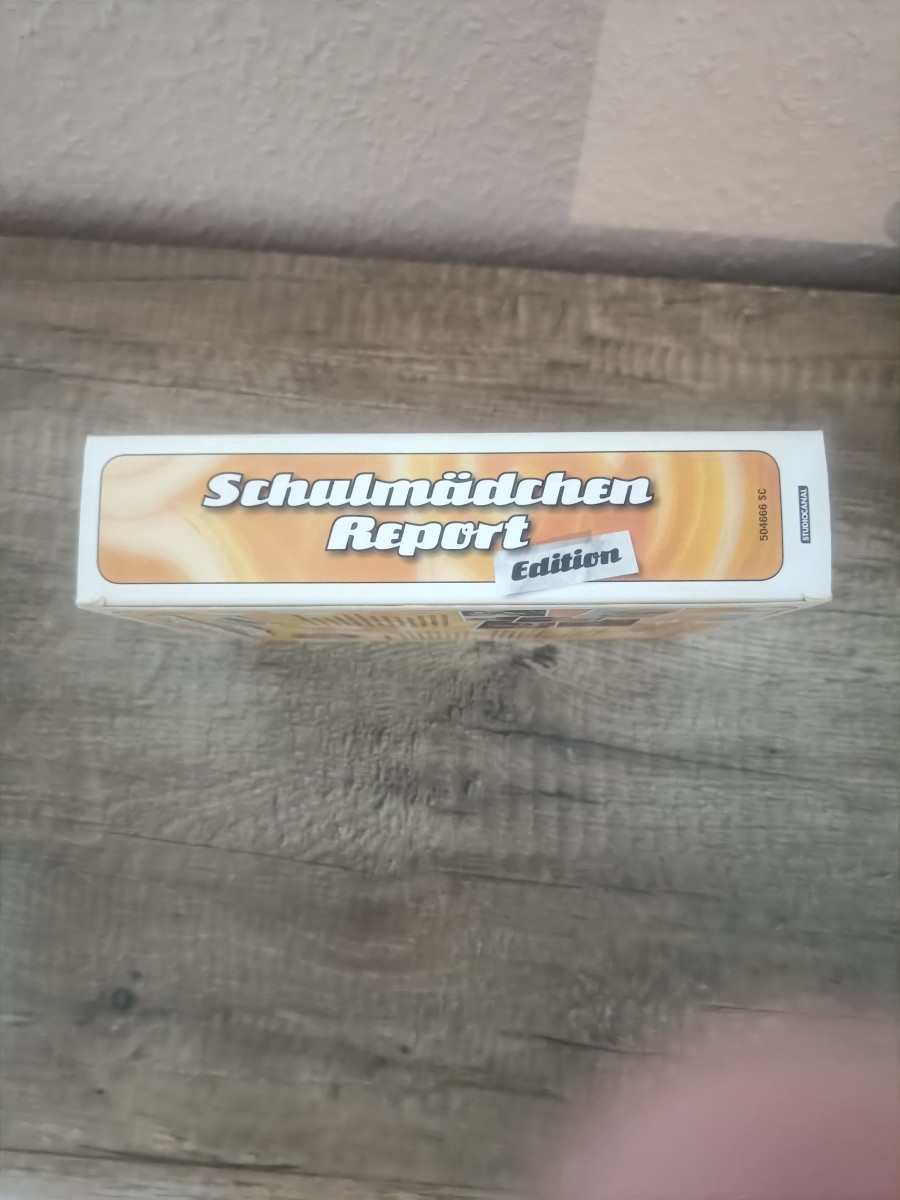 Schulmädchen
Report
Edition
504666 SC
STUDIOCANAL